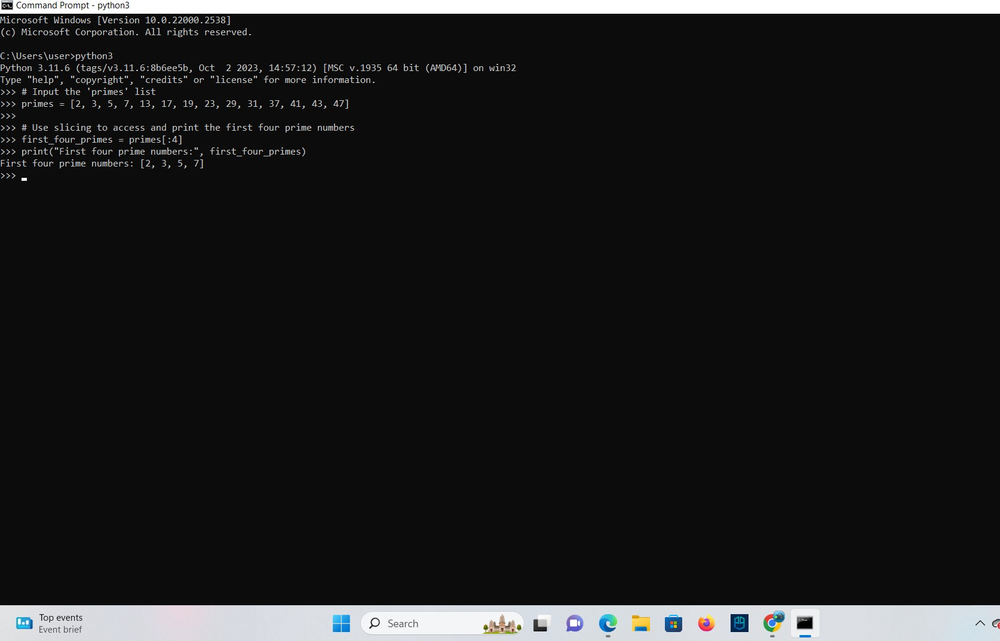 Command Prompt - python3
Microsoft Windows [Version 10.0.22000.2538]
(c) Microsoft Corporation. All rights reserved.
C:\Users\user>python3
Python 3.11.6 (tags/v3.11.6:8b6ee5b, Oct  2 2023, 14:57:12) [MSC v.1935 64 bit (AMD64)] on win32
Type "help", "copyright", "credits" or "license" for more information.
>>> # Input the 'primes' list
>>> primes = [2, 3, 5, 7, 13, 17, 19, 23, 29, 31, 37, 41, 43, 47]
>>>
>>> # Use slicing to access and print the first four prime numbers
>>> first_four_primes = primes[:4]
>>> print("First four prime numbers:", first_four_primes)
First four prime numbers: [2, 3, 5, 7]
>>>
Top events
Event brief
Search